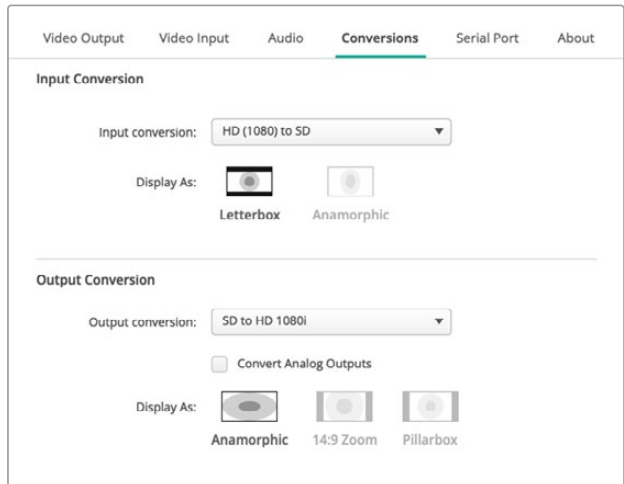 Video Output Video Input Audio Conversions Serial Port About
Input Conversion
Input conversion: HD (1080) to SD
Display As:
Letterbox Anamorphic
Output Conversion
Output conversion: SD to HD 1080i
Convert Analog Outputs
Display As:
Anamorphic 14:9 Zoom Pillarbox